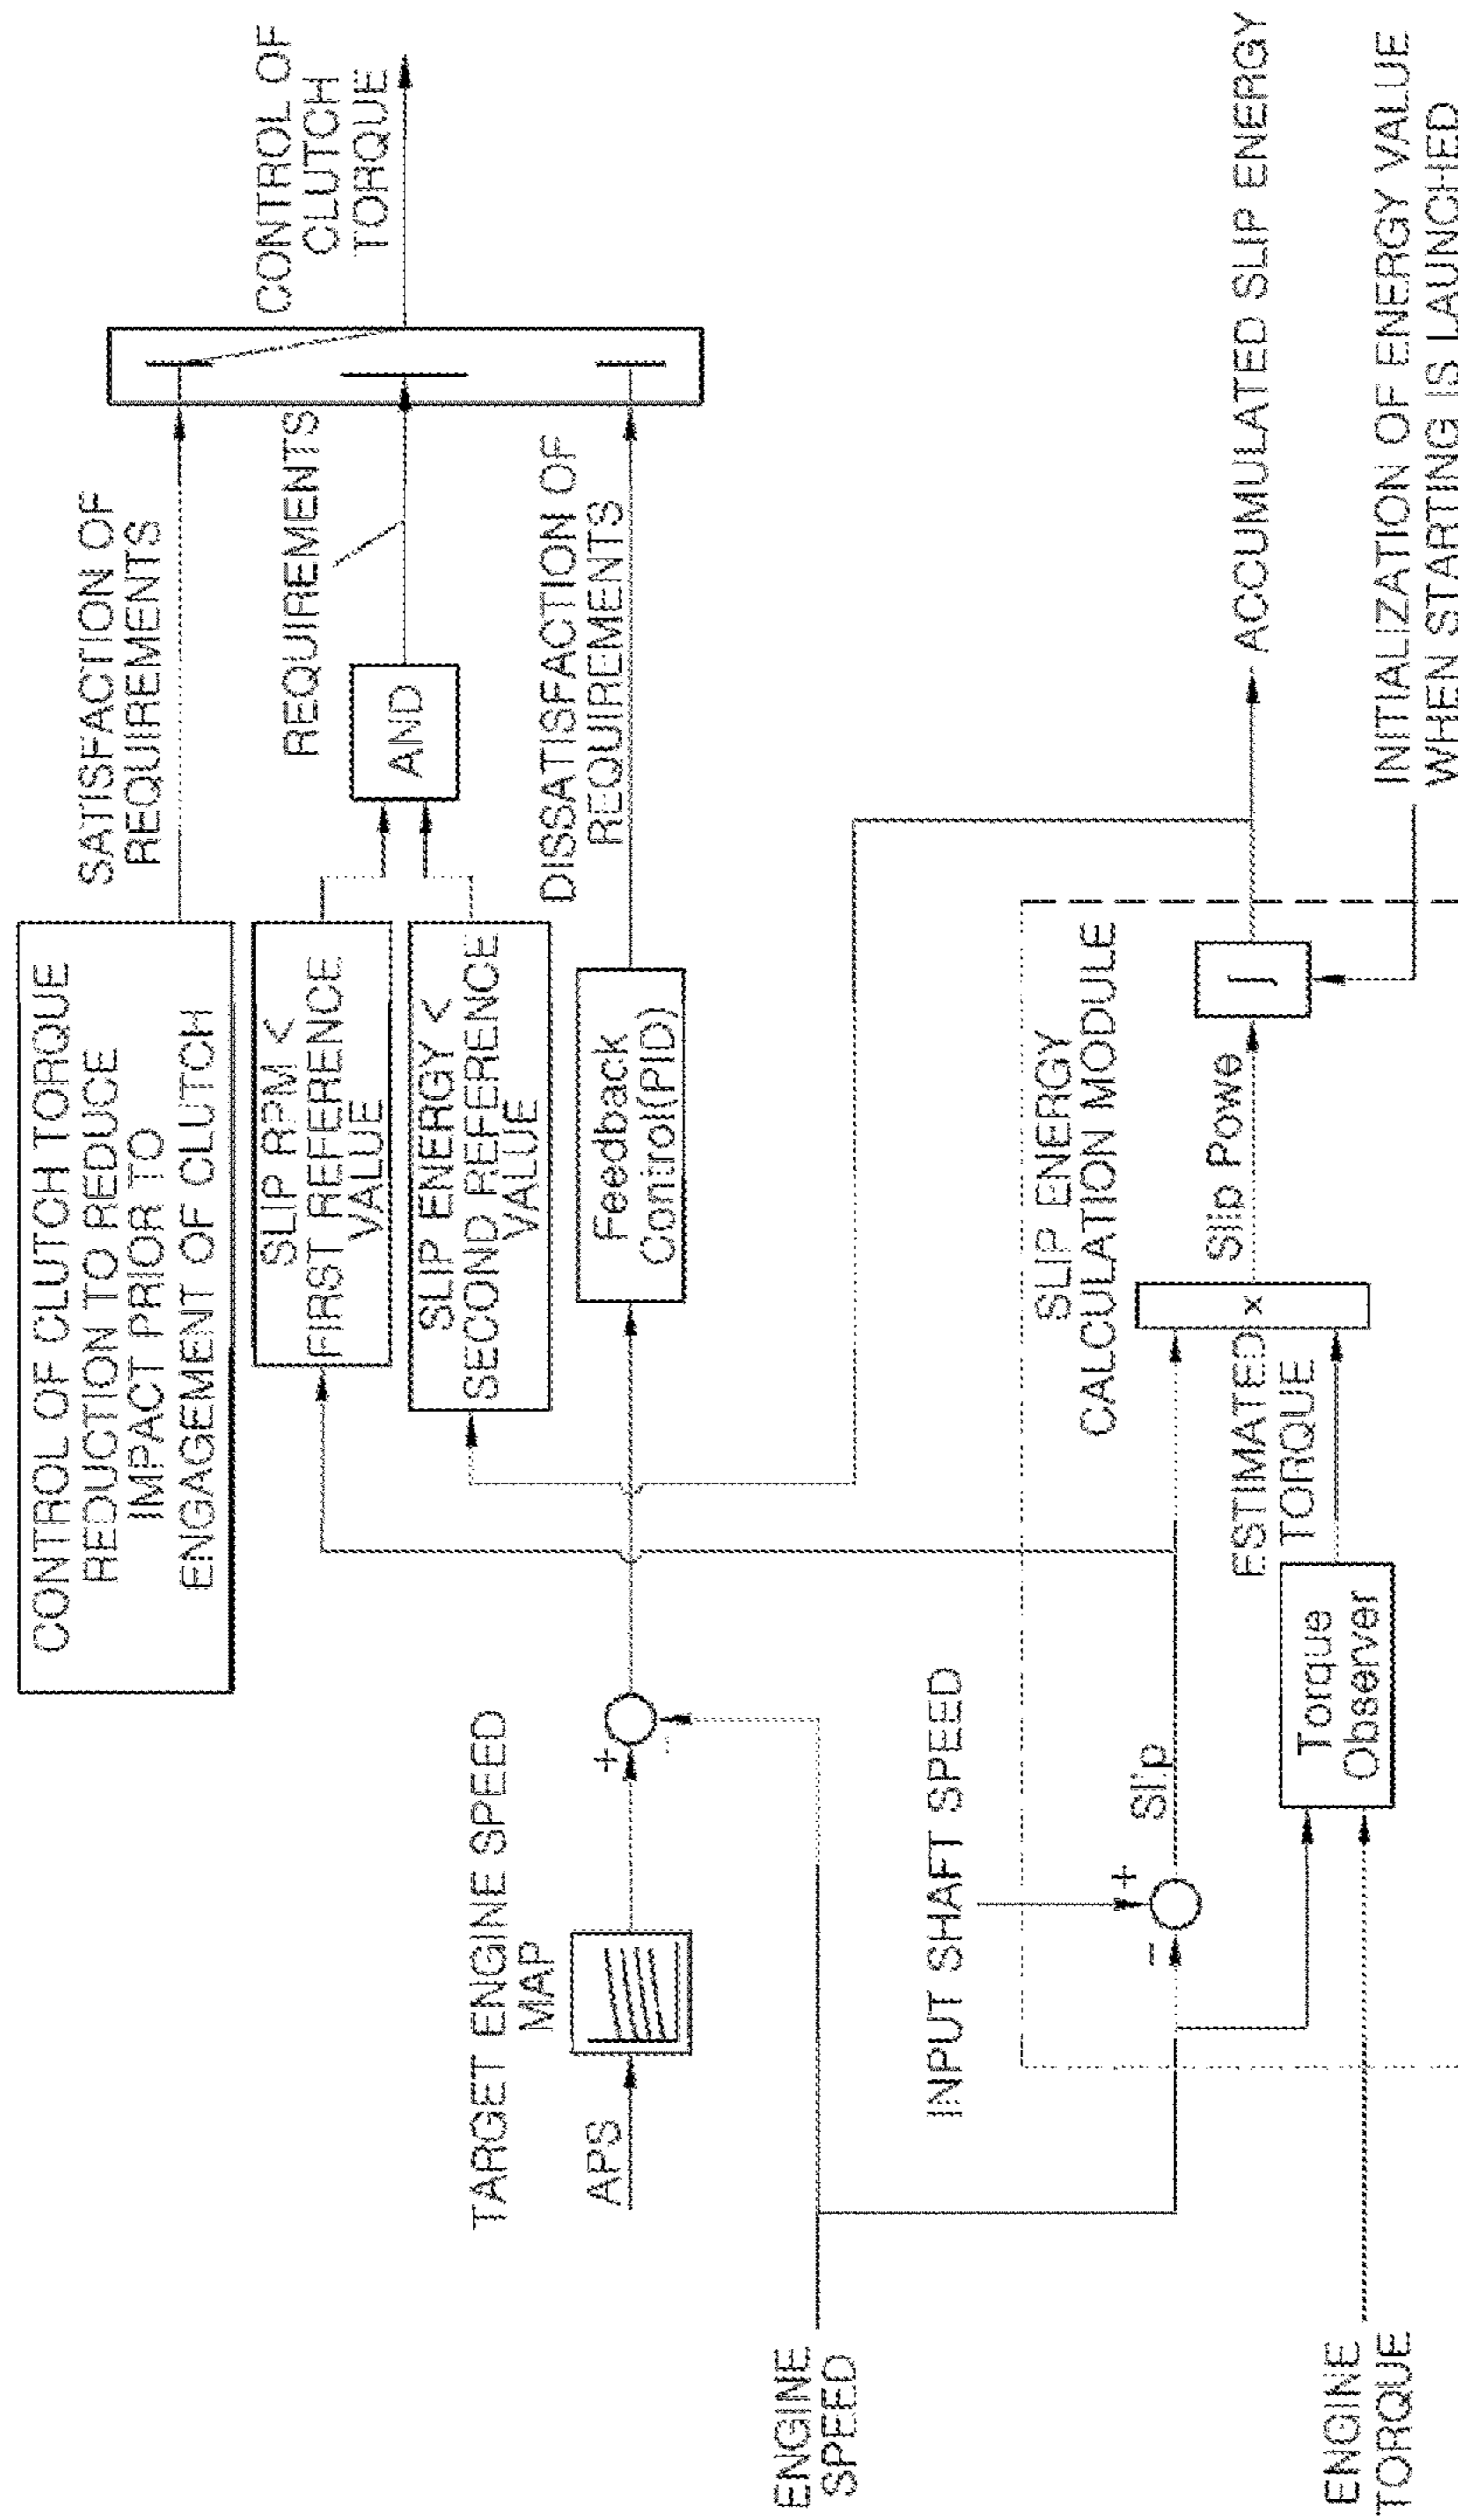 CONTROL OF CLUTCH TORQUE
REDUCTION TO REDUCE
IMPACT PRIOR TO
ENGAGEMENT OF CLUTCH
SATISFACTION OF
REQUIREMENTS
CONTROL OF
CLUTCH
TORQUE
SLIP RPM <
FIRST REFERENCE
VALUE
REQUIREMENTS
AND
SLIP ENERGY <
SECOND REFERENCE
VALUE
TARGET ENGINE SPEED
MAP
APS
+
-
Feedback
Control(PID)
DISSATISFACTION OF
REQUIREMENTS
ENGINE
SPEED
INPUT SHAFT SPEED
SLIP ENERGY
CALCULATION MODULE
-
+
Slip
ESTIMATED
TORQUE
x
Slip Powe
∫
ACCUMULATED SLIP ENERGY
Torque
Observer
ENGINE
TORQUE
INITIALIZATION OF ENERGY VALUE
WHEN STARTING IS LAUNCHED